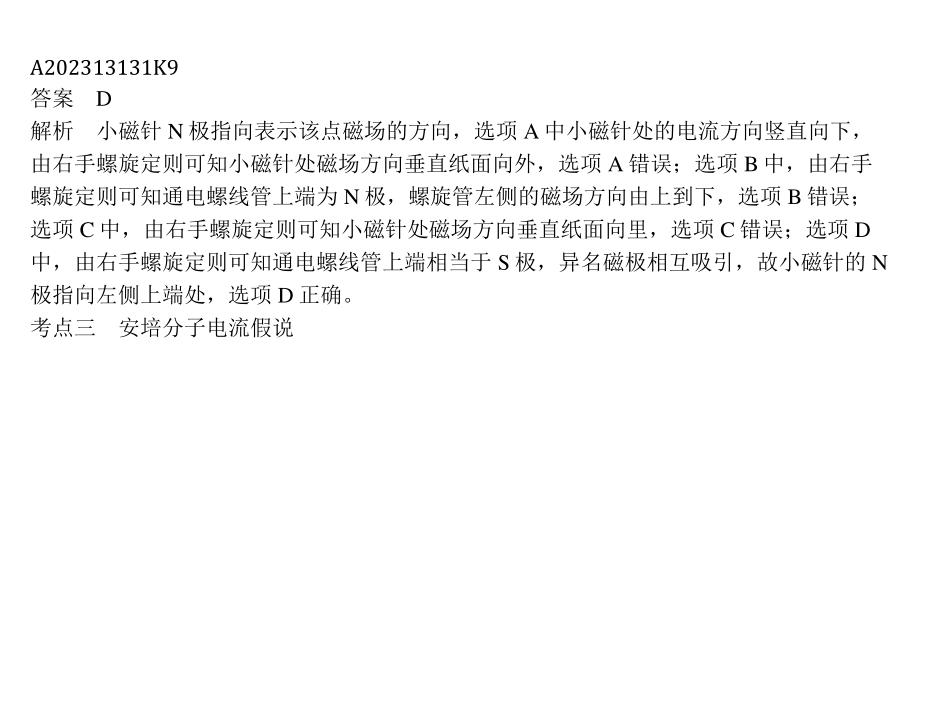 A202313131K9
答案　D
解析　小磁针 N 极指向表示该点磁场的方向，选项 A 中小磁针处的电流方向竖直向下，
由右手螺旋定则可知小磁针处磁场方向垂直纸面向外，选项 A 错误；选项 B 中，由右手
螺旋定则可知通电螺线管上端为 N 极，螺旋管左侧的磁场方向由上到下，选项 B 错误；
选项 C 中，由右手螺旋定则可知小磁针处磁场方向垂直纸面向里，选项 C 错误；选项 D
中，由右手螺旋定则可知通电螺线管上端相当于 S 极，异名磁极相互吸引，故小磁针的 N
极指向左侧上端处，选项 D 正确。
考点三　安培分子电流假说